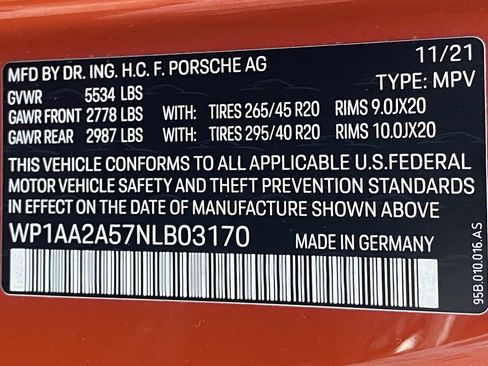 MFD BY DR. ING. H.C. F. PORSCHE AG 11/21
GVWR 5534 LBS TYPE: MPV
GAWR FRONT 2778 LBS WITH: TIRES 265/45 R20 RIMS 9.0JX20
GAWR REAR 2987 LBS WITH: TIRES 295/40 R20 RIMS 10.0JX20
THIS VEHICLE CONFORMS TO ALL APPLICABLE U.S.FEDERAL
MOTOR VEHICLE SAFETY AND THEFT PREVENTION STANDARDS
IN EFFECT ON THE DATE OF MANUFACTURE SHOWN ABOVE
WP1AA2A57NLB03170 MADE IN GERMANY
95B.010.016.AS